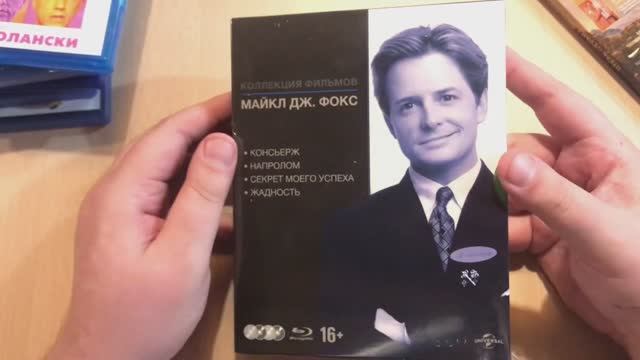 ОЛАНСКИ
КОЛЛЕКЦИЯ ФИЛЬМОВ
МАЙКЛ ДЖ. ФОКС
• КОНСЬЕРЖ
• НАПРОЛОМ
• СЕКРЕТ МОЕГО УСПЕХА
• ЖАДНОСТЬ
16+
UNIVERSAL